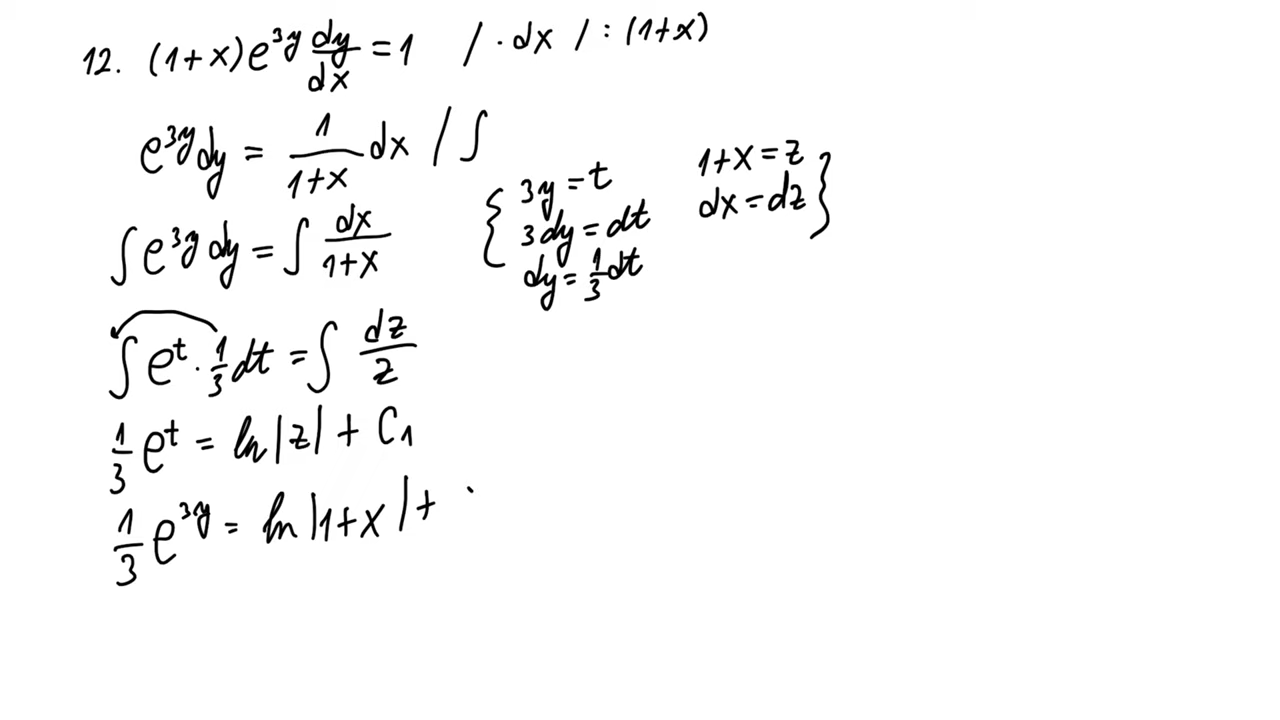 12. (1+x)e^3y dy/dx = 1 / · dx / : (1+x)
e^3y dy = 1/(1+x) dx / ∫
∫ e^3y dy = ∫ dx/(1+x)
{ 3y = t
3dy = dt
dy = 1/3 dt
1+x = z
dx = dz }
∫ e^t · 1/3 dt = ∫ dz/z
1/3 e^t = ln|z| + C₁
1/3 e^3y = ln|1+x| +